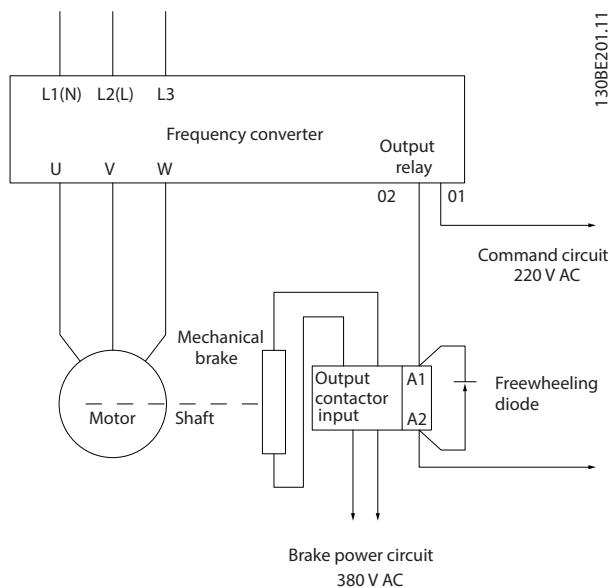 130BE201.11
L1(N) L2(L) L3
Frequency converter
Output
relay
U V W
02 01
Command circuit
220 V AC
Mechanical
brake
Output
contactor
input
A1
A2
Freewheeling
diode
Motor Shaft
Brake power circuit
380 V AC